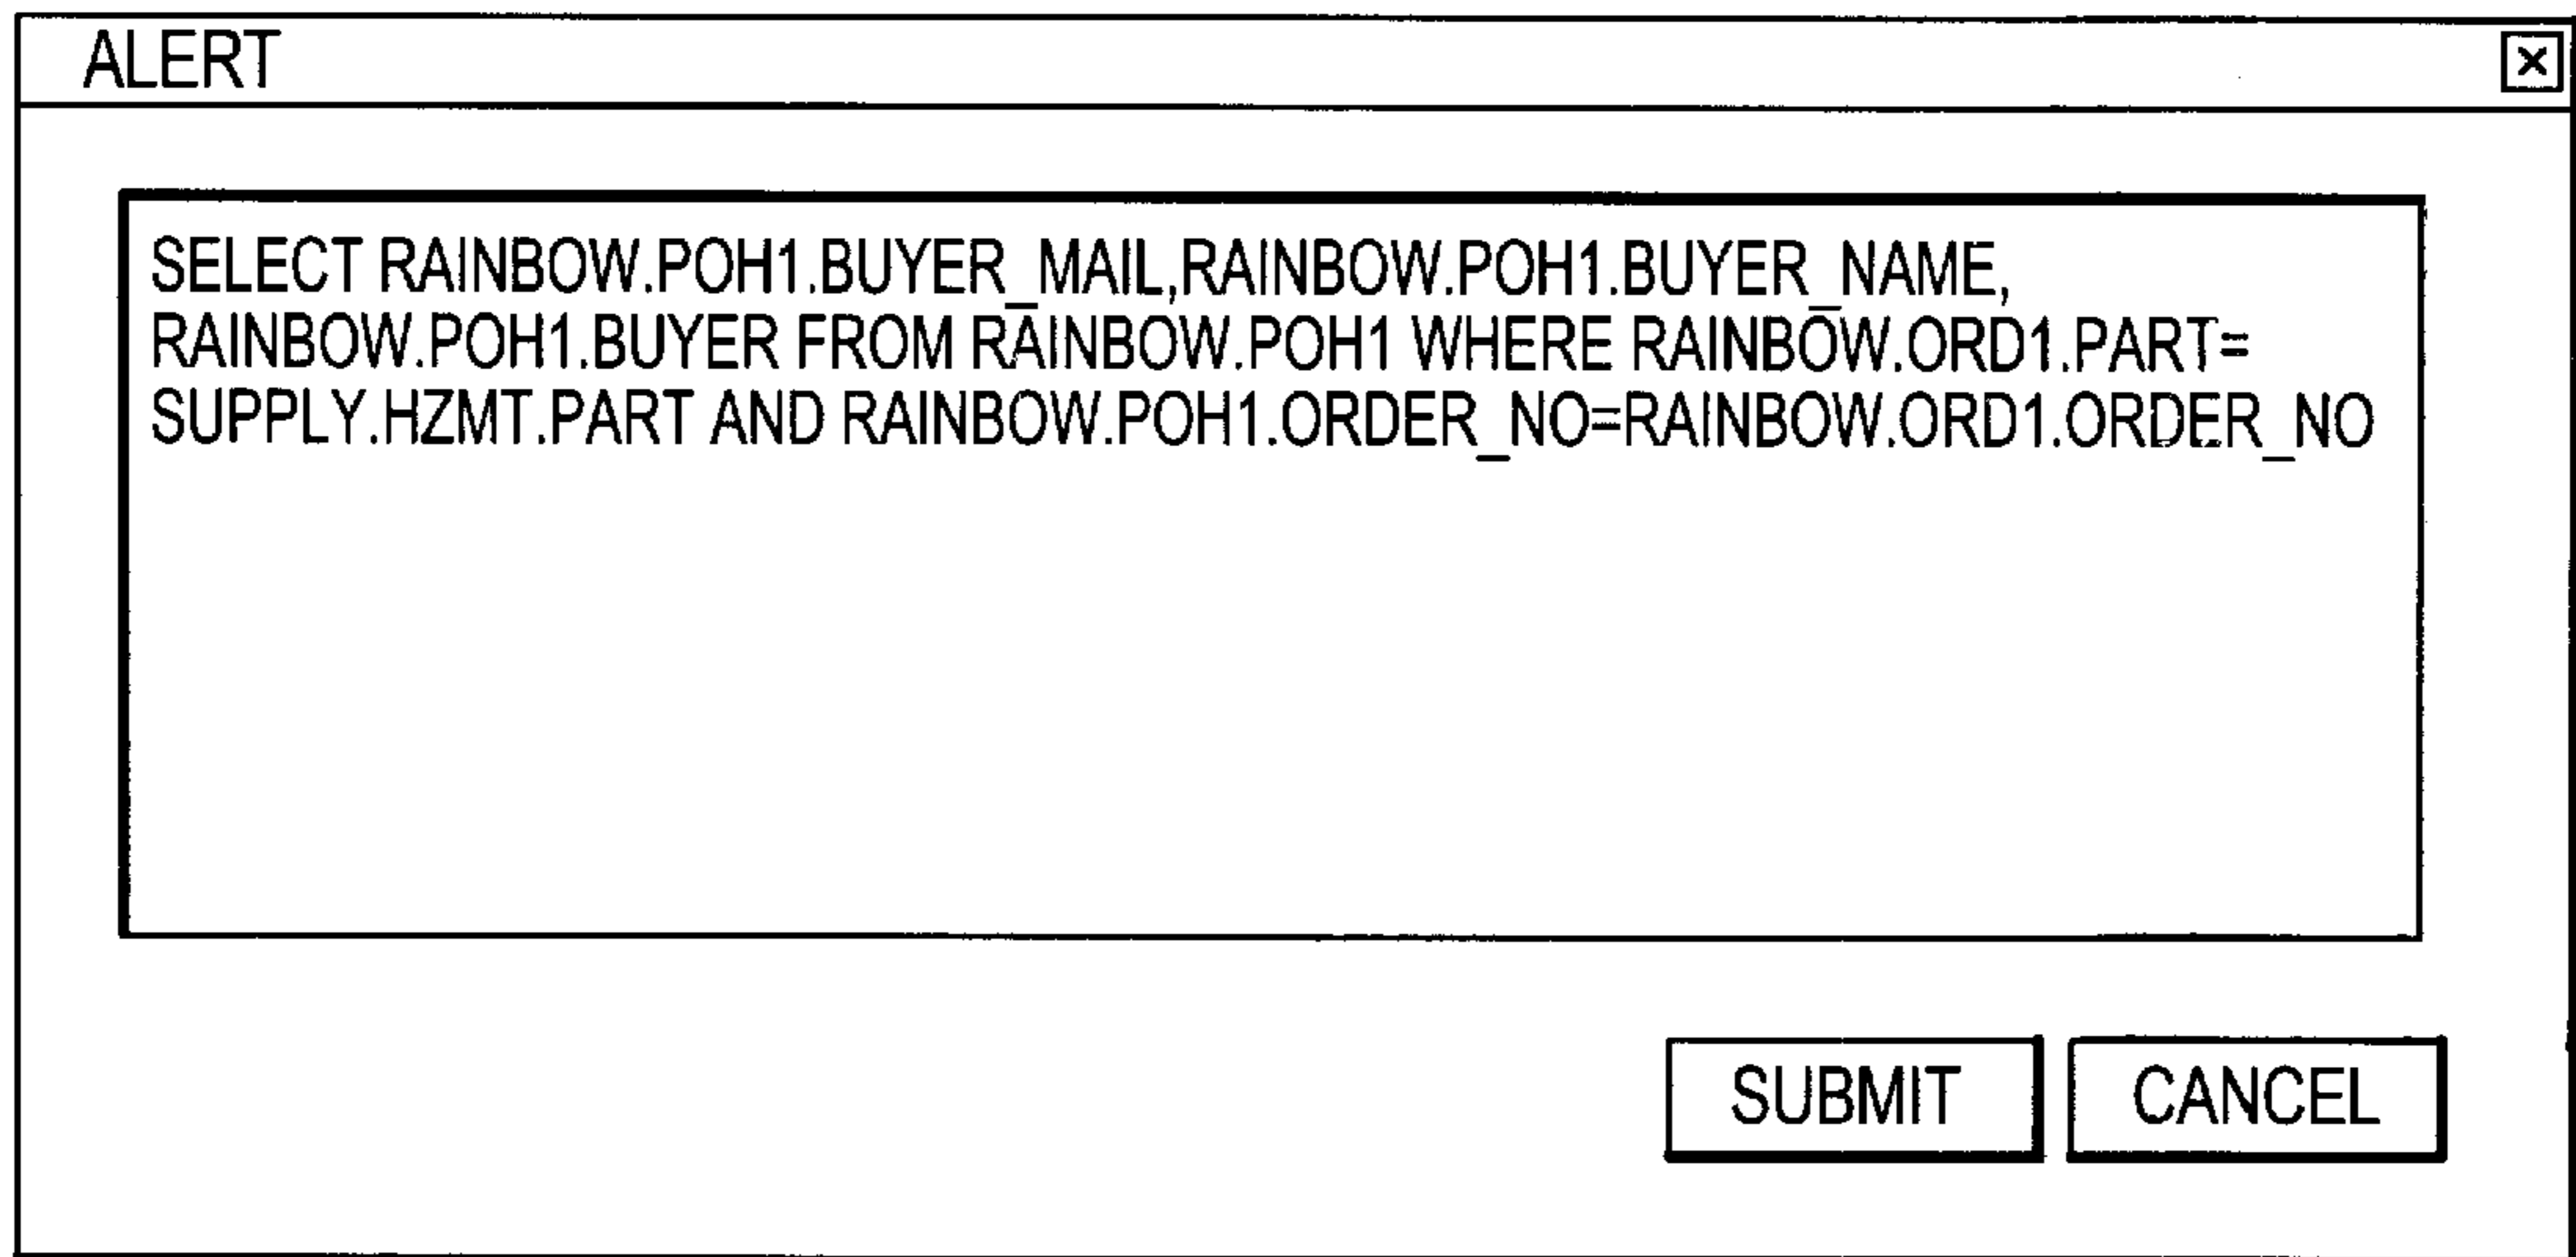 ALERT
SELECT RAINBOW.POH1.BUYER_MAIL,RAINBOW.POH1.BUYER_NAME,
RAINBOW.POH1.BUYER FROM RAINBOW.POH1 WHERE RAINBOW.ORD1.PART=
SUPPLY.HZMT.PART AND RAINBOW.POH1.ORDER_NO=RAINBOW.ORD1.ORDER_NO
SUBMIT CANCEL